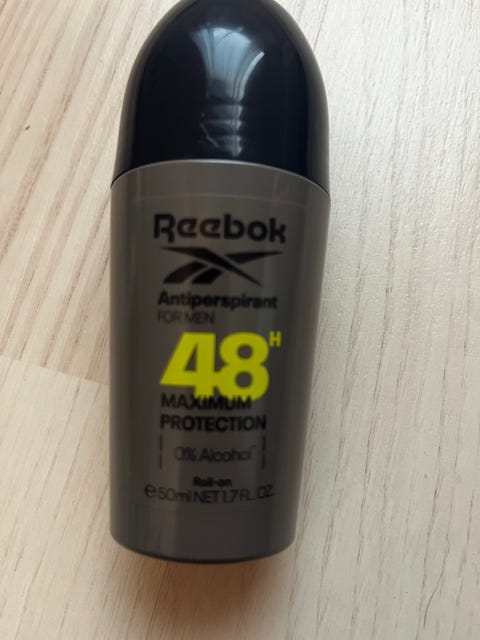 Reebok
Antiperspirant
FOR MEN
48H
MAXIMUM
PROTECTION
0% Alcohol*
Roll-on
℮50ml NET 1.7 FL. OZ.